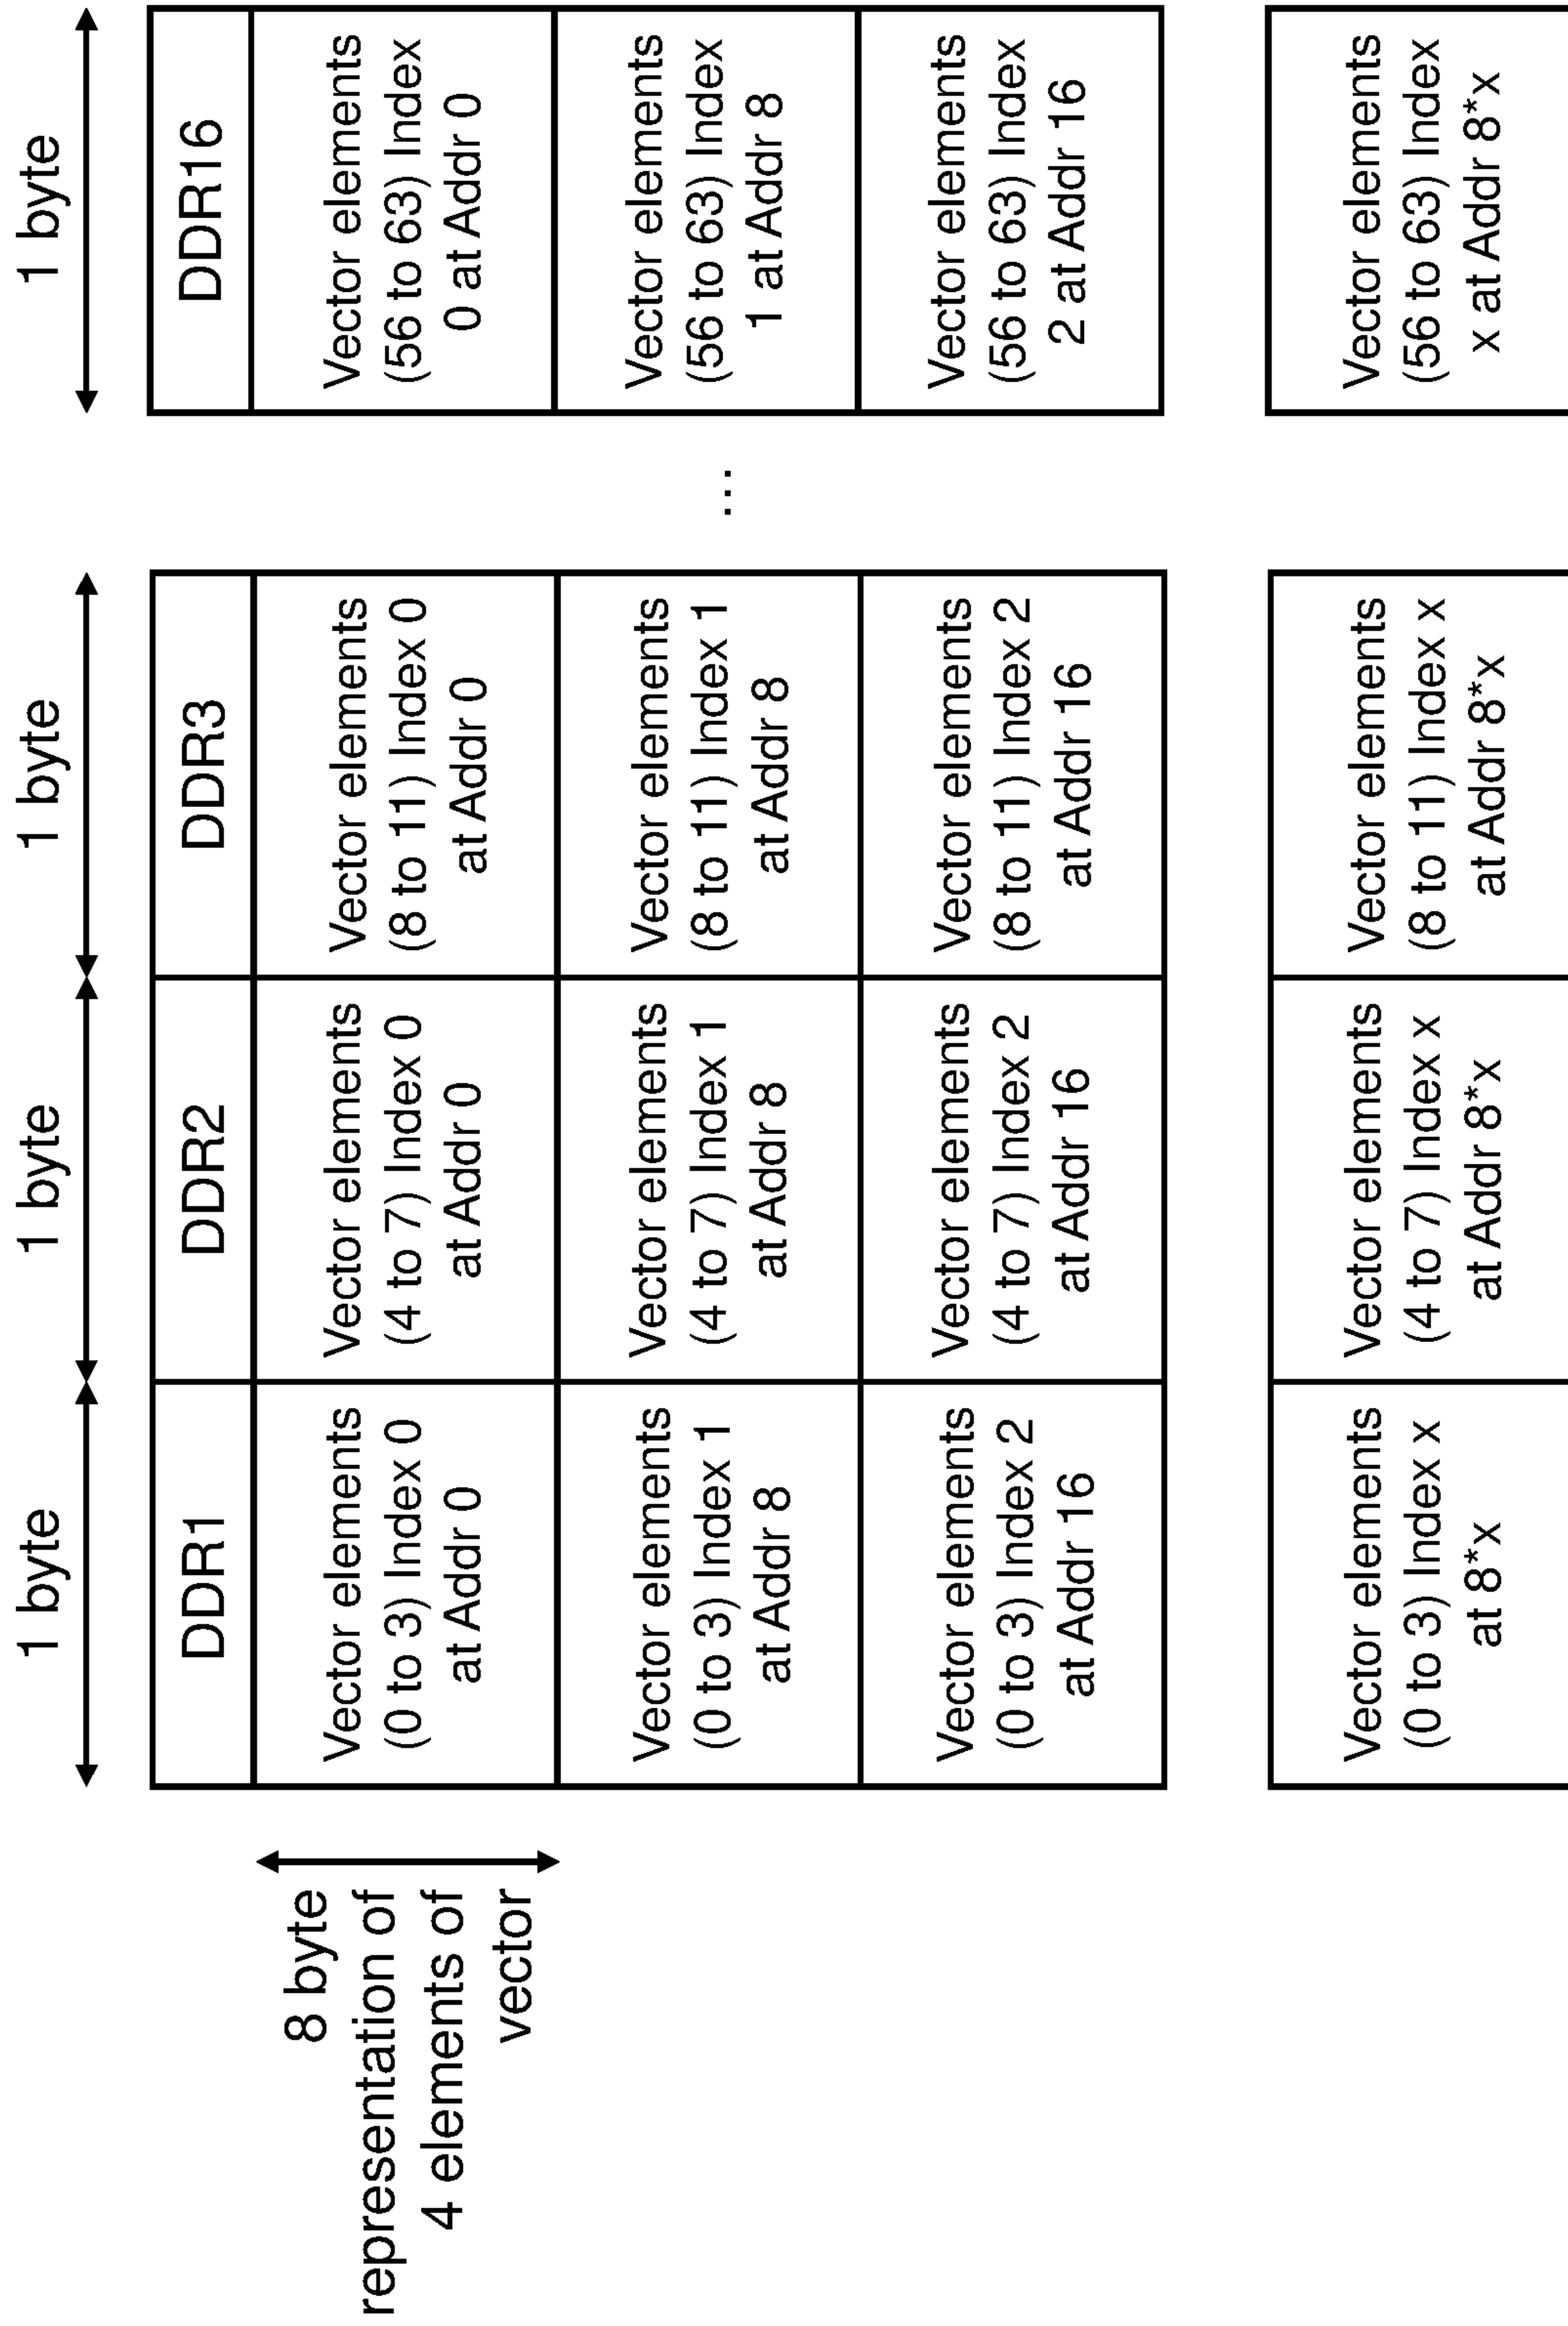 1 byte
1 byte
1 byte
1 byte
DDR1
DDR2
DDR3
DDR16
8 byte
representation of
4 elements of
vector
Vector elements
(0 to 3) Index 0
at Addr 0
Vector elements
(4 to 7) Index 0
at Addr 0
Vector elements
(8 to 11) Index 0
at Addr 0
Vector elements
(56 to 63) Index
0 at Addr 0
Vector elements
(0 to 3) Index 1
at Addr 8
Vector elements
(4 to 7) Index 1
at Addr 8
Vector elements
(8 to 11) Index 1
at Addr 8
...
Vector elements
(56 to 63) Index
1 at Addr 8
Vector elements
(0 to 3) Index 2
at Addr 16
Vector elements
(4 to 7) Index 2
at Addr 16
Vector elements
(8 to 11) Index 2
at Addr 16
Vector elements
(56 to 63) Index
2 at Addr 16
Vector elements
(0 to 3) Index x
at 8*x
Vector elements
(4 to 7) Index x
at Addr 8*x
Vector elements
(8 to 11) Index x
at Addr 8*x
Vector elements
(56 to 63) Index
x at Addr 8*x